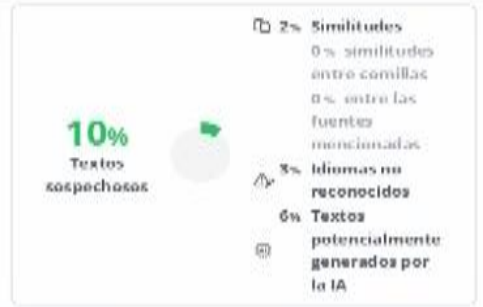 10%
Textos
sospechosos
2% Similitudes
0% similitudes
entre comillas
0% entre las
fuentes
mencionadas
3% Idiomas no
reconocidos
6% Textos
potencialmente
generados por
la IA